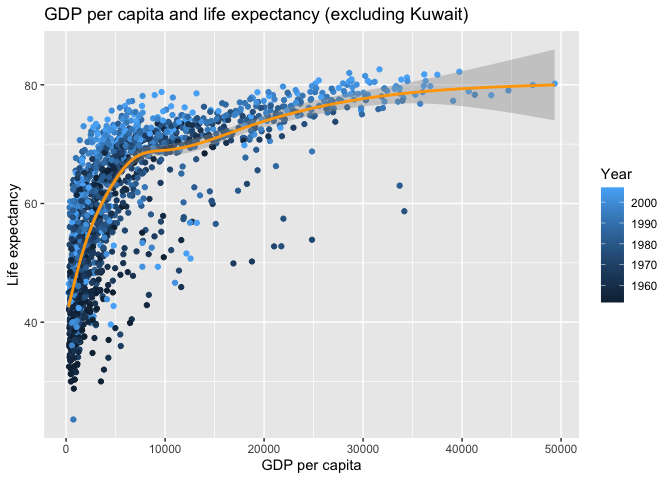 GDP per capita and life expectancy (excluding Kuwait)
80
60
40
Life expectancy
0 10000 20000 30000 40000 50000
GDP per capita
Year
2000
1990
1980
1970
1960